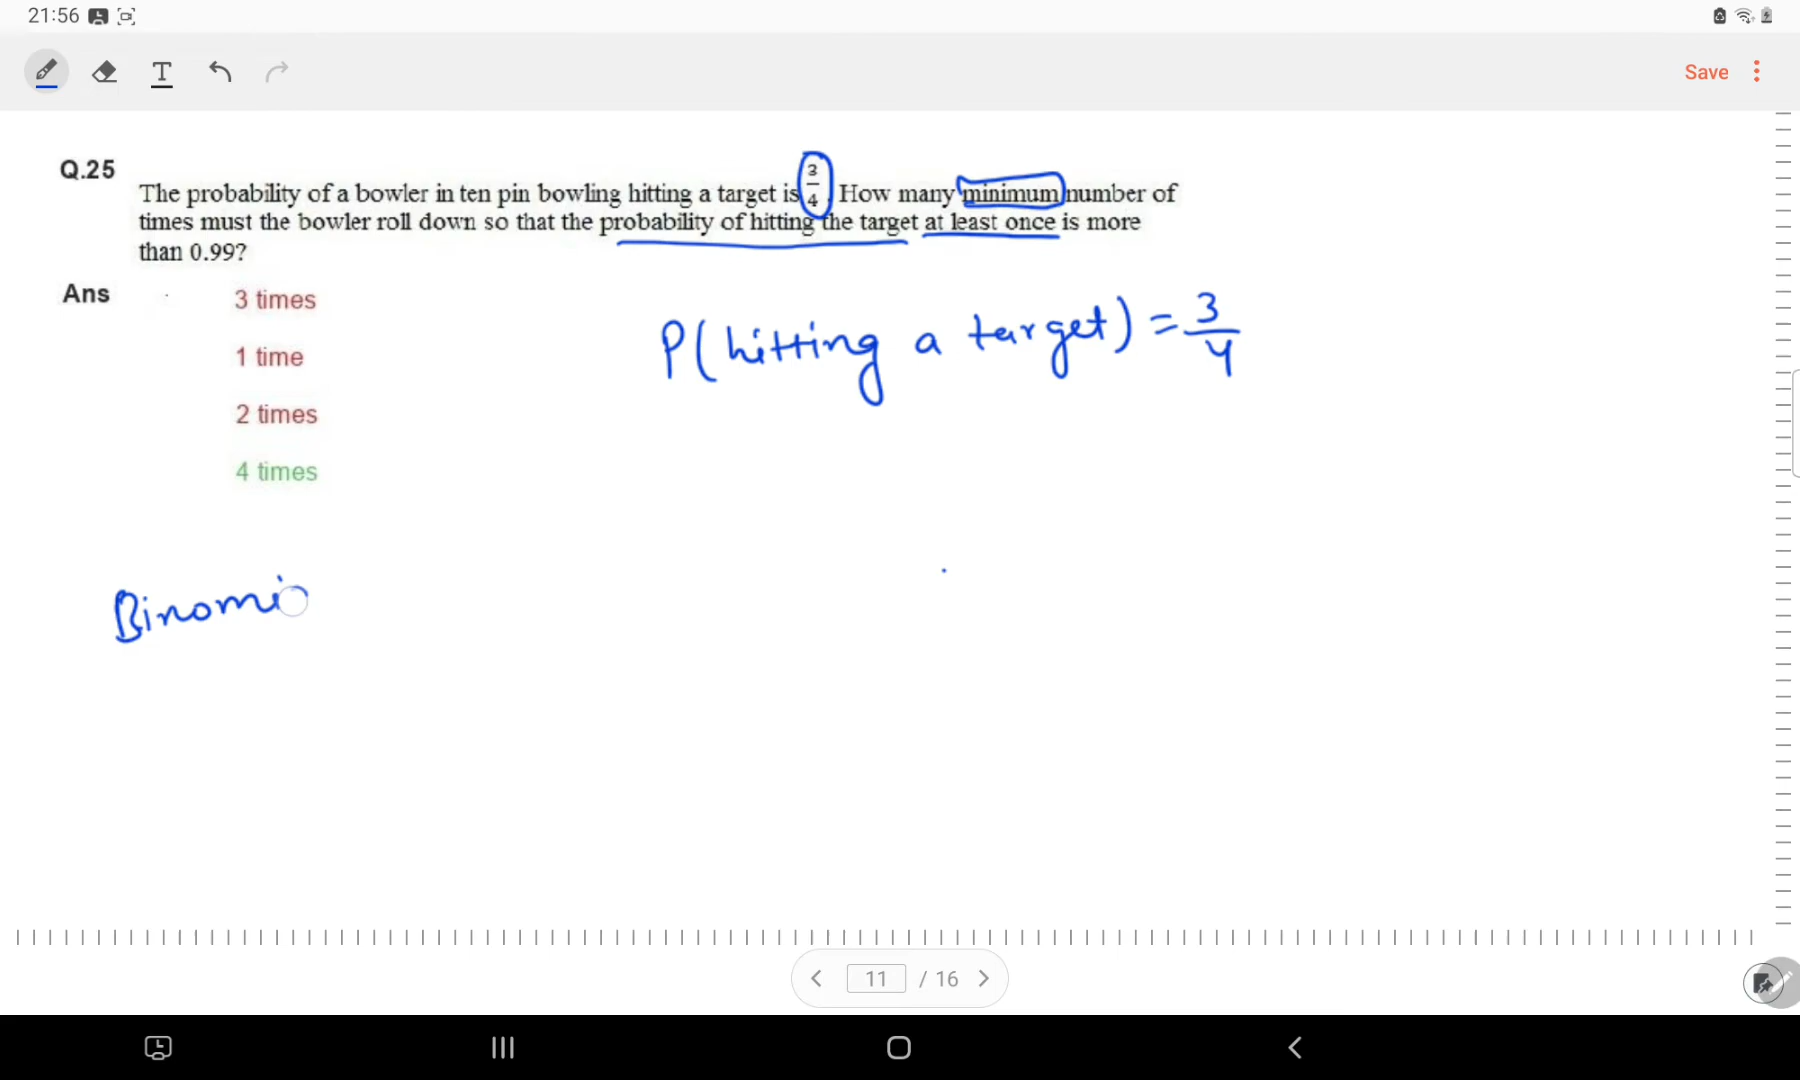 21:56
Save
Q.25
The probability of a bowler in ten pin bowling hitting a target is 3/4. How many minimum number of
times must the bowler roll down so that the probability of hitting the target at least once is more
than 0.99?
Ans
3 times
1 time
2 times
4 times
P(hitting a target) = 3/4
Binomi
11 / 16